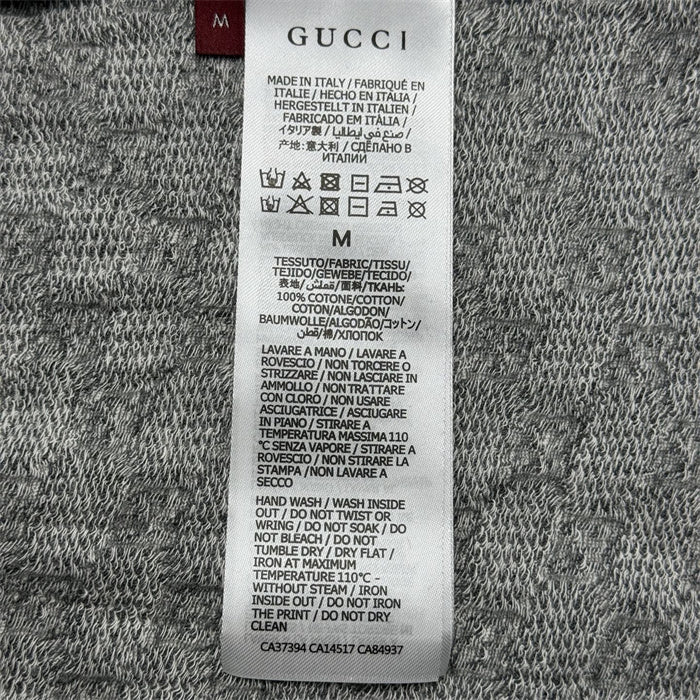 M
GUCCI
MADE IN ITALY / FABRIQUÉ EN
ITALIE / HECHO EN ITÀLIA /
HERGESTELLT IN ITALIEN /
FABRICADO EM ITÀLIA /
イタリア製 / صنع في ايطاليا /
产地:意大利 / СДЕЛАНО В
ИТАЛИИ
M
TESSUTO/FABRIC/TISSU/
TEJIDO/GEWEBE/TECIDO/
表地/قماش/面料/ТКАНЬ:
100% COTONE/COTTON/
COTON/ALGODON/
BAUMWOLLE/ALGODÃO/コットン/
قطن/棉/ХЛОПОК
LAVARE A MANO / LAVARE A
ROVESCIO / NON TORCERE O
STRIZZARE / NON LASCIARE IN
AMMOLLO / NON TRATTARE
CON CLORO / NON USARE
ASCIUGATRICE / ASCIUGARE
IN PIANO / STIRARE A
TEMPERATURA MASSIMA 110
°C SENZA VAPORE / STIRARE A
ROVESCIO / NON STIRARE LA
STAMPA / NON LAVARE A
SECCO
HAND WASH / WASH INSIDE
OUT / DO NOT TWIST OR
WRING / DO NOT SOAK / DO
NOT BLEACH / DO NOT
TUMBLE DRY / DRY FLAT /
IRON AT MAXIMUM
TEMPERATURE 110°C -
WITHOUT STEAM / IRON
INSIDE OUT / DO NOT IRON
THE PRINT / DO NOT DRY
CLEAN
CA37394 CA14517 CA84937